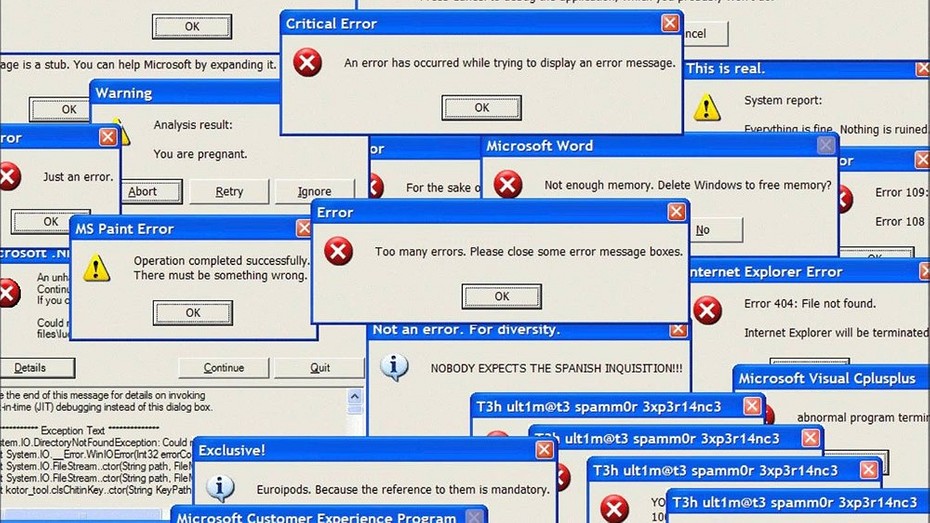 OK
age is a stub. You can help Microsoft by expanding it.
OK
Critical Error
An error has occurred while trying to display an error message.
OK
ncel
This is real.
System report:
Everything is fine. Nothing is ruined
Warning
Analysis result:
You are pregnant.
Abort
Retry
Ignore
ror
Just an error.
OK
or
For the sake o
Microsoft Word
Not enough memory. Delete Windows to free memory?
No
or
Error 109:
Error 108
OK
MS Paint Error
Operation completed successfully.
There must be something wrong.
OK
Error
Too many errors. Please close some error message boxes.
OK
rosoft .N
An unh
Continu
If you c
Could n
files\luc
Details
Continue
Quit
e the end of this message for details on invoking
t-in-time (JIT) debugging instead of this dialog box.
************** Exception Text **************
tem.IO.DirectoryNotFoundException: Could n
t System.IO.__Error.WinIOError(Int32 errorCo
t System.IO.FileStream..ctor(String path, FileM
t System.IO.FileStream..ctor(String path, FileM
t kotor_tool.clsChitinKey..ctor(String KeyPath
Internet Explorer Error
Error 404: File not found.
Internet Explorer will be terminated
Not an error. For diversity.
NOBODY EXPECTS THE SPANISH INQUISITION!!!
Microsoft Visual Cplusplus
abnormal program termin
T3h ult1m@t3 spamm0r 3xp3r14nc3
T3h ult1m@t3 spamm0r 3xp3r14nc3
T3h ult1m@t3 spamm0r 3xp3r14nc3
YO
10
T3h ult1m@t3 spamm0r 3xp3r14nc3
Exclusive!
Euroipods. Because the reference to them is mandatory.
Microsoft Customer Experience Program